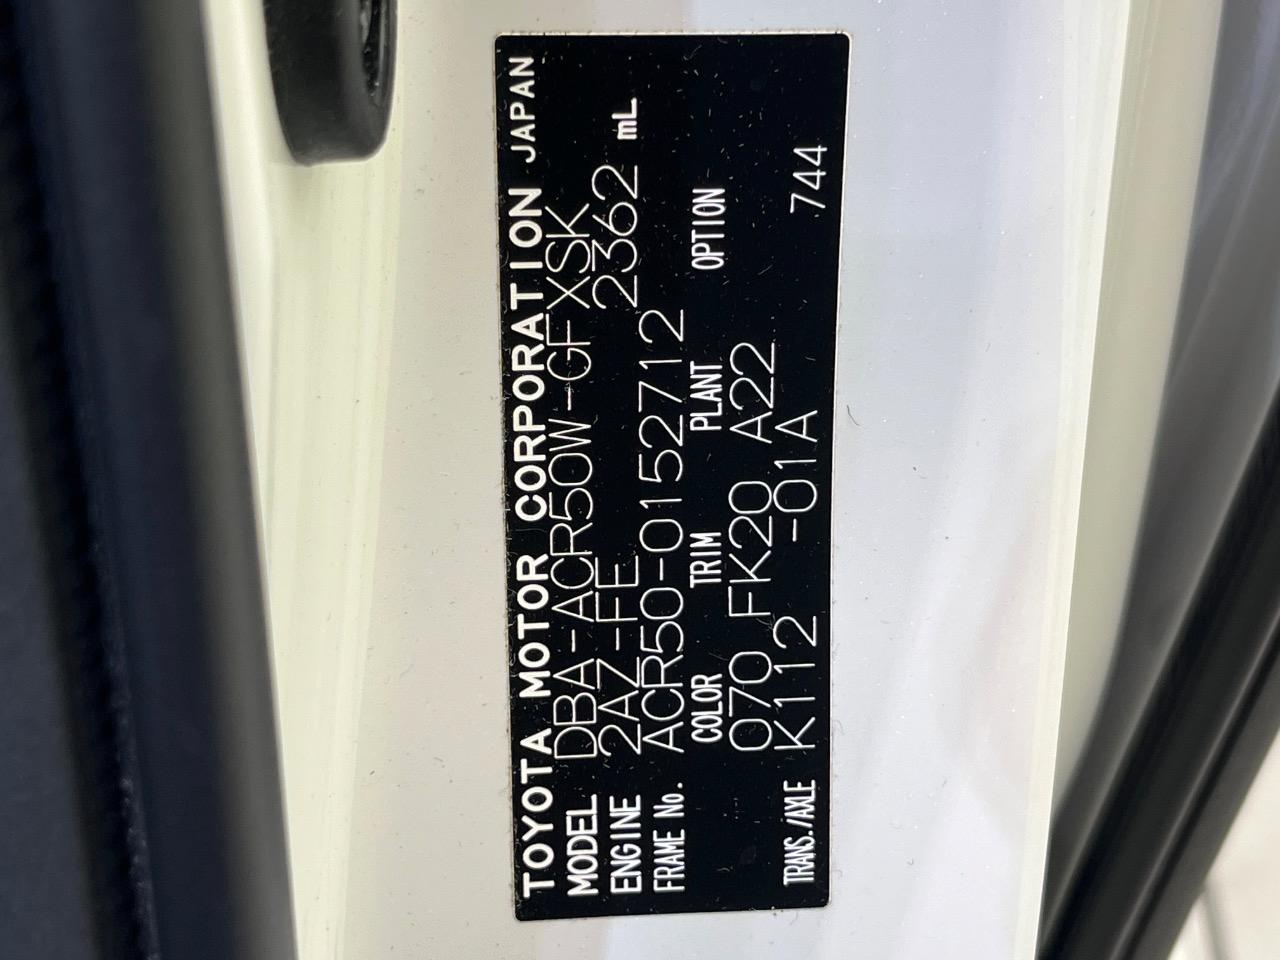 TOYOTA MOTOR CORPORATION JAPAN
MODEL DBA-ACR50W-GFXSK
ENGINE 2AZ-FE 2362 mL
FRAME No. ACR50-0152712
COLOR TRIM PLANT OPTION
070 FK20 A22
TRANS./AXLE K112 -01A 744